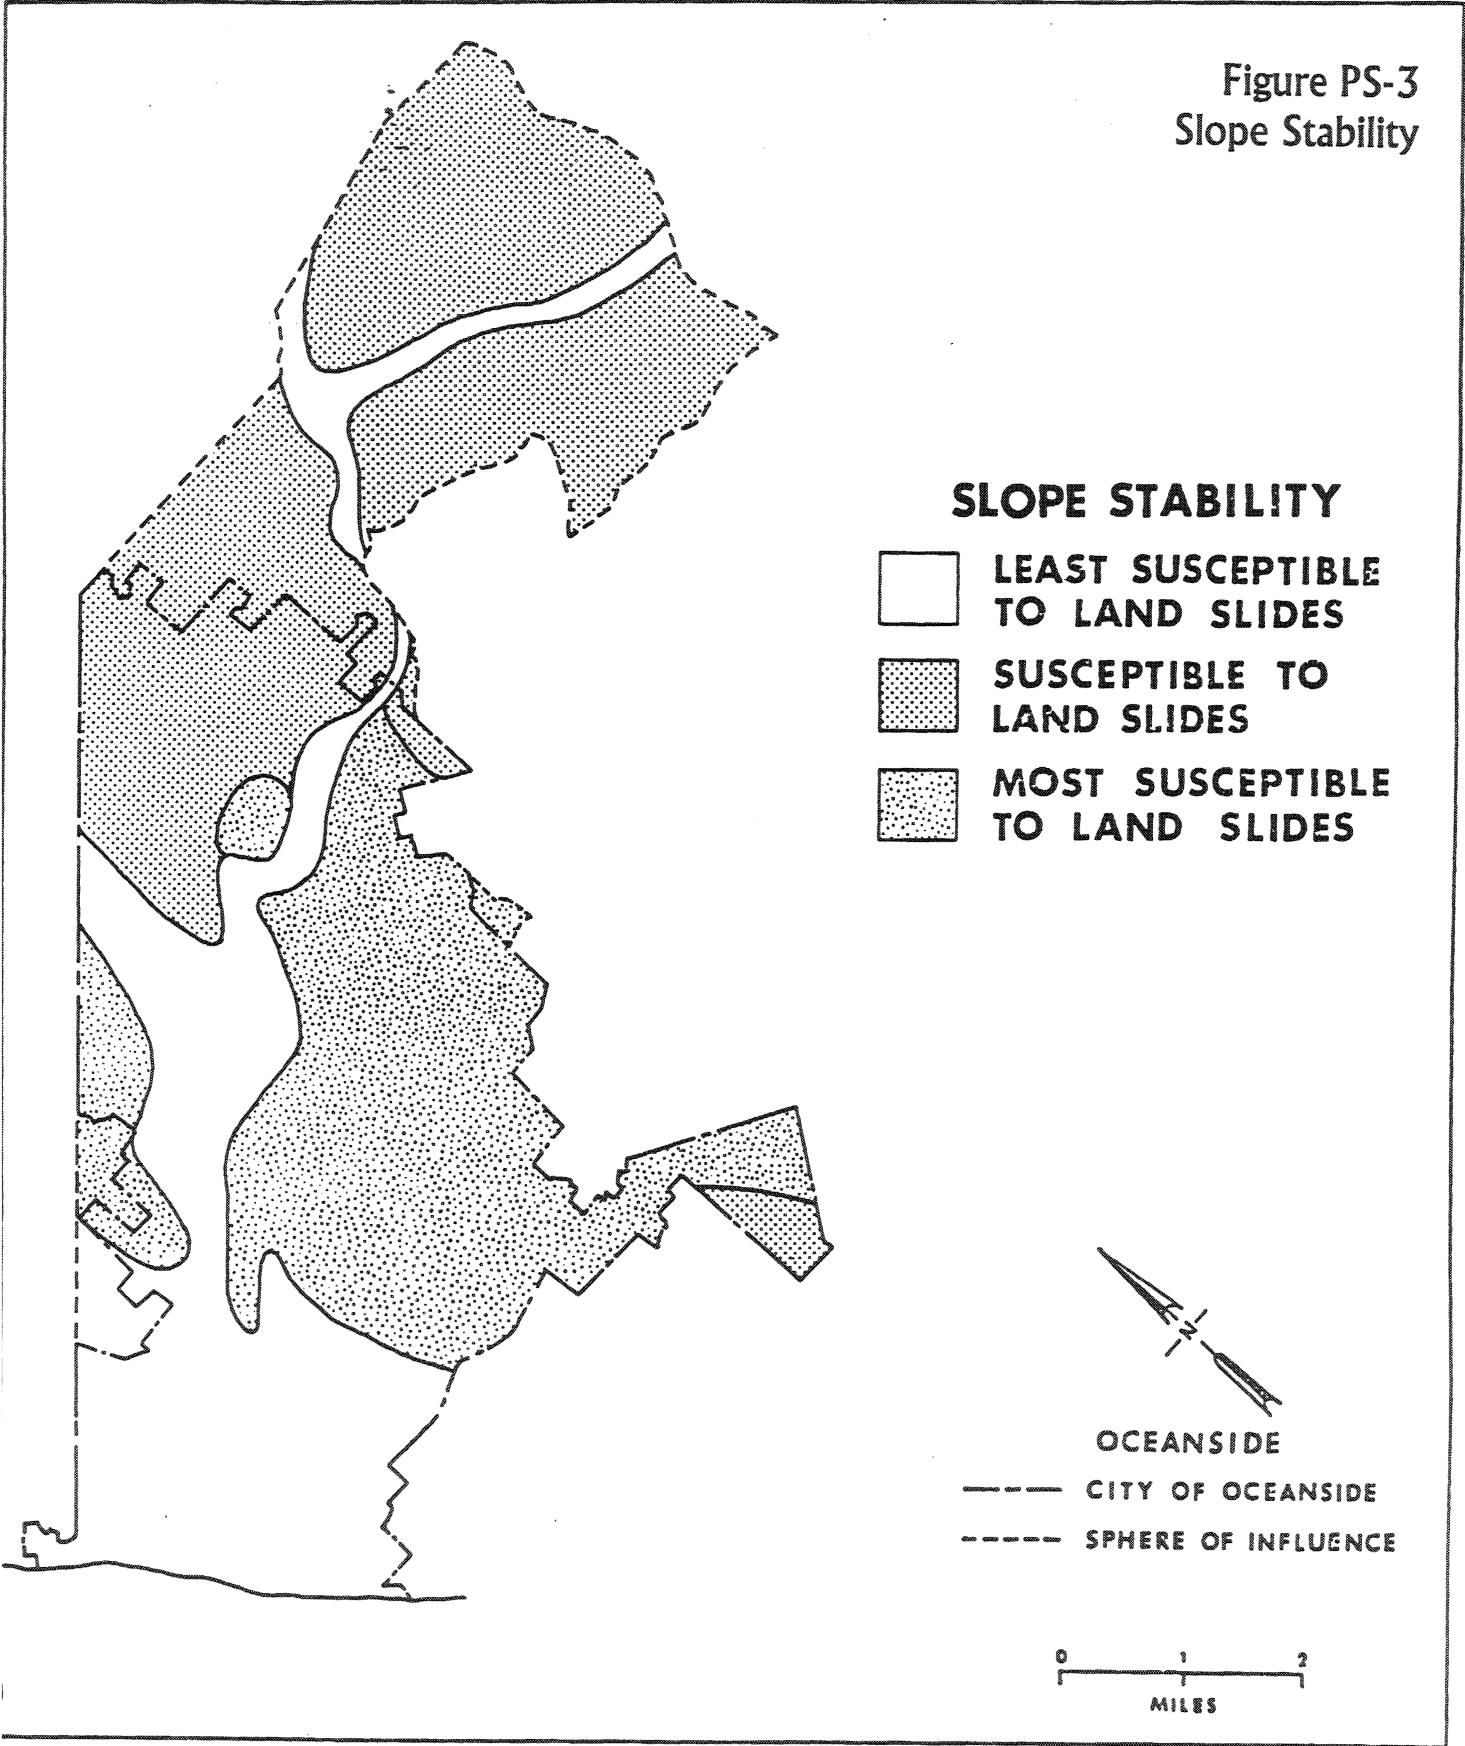 Figure PS-3
Slope Stability
SLOPE STABILITY
LEAST SUSCEPTIBLE
TO LAND SLIDES
SUSCEPTIBLE TO
LAND SLIDES
MOST SUSCEPTIBLE
TO LAND SLIDES
N
OCEANSIDE
CITY OF OCEANSIDE
SPHERE OF INFLUENCE
0 1 2
MILES